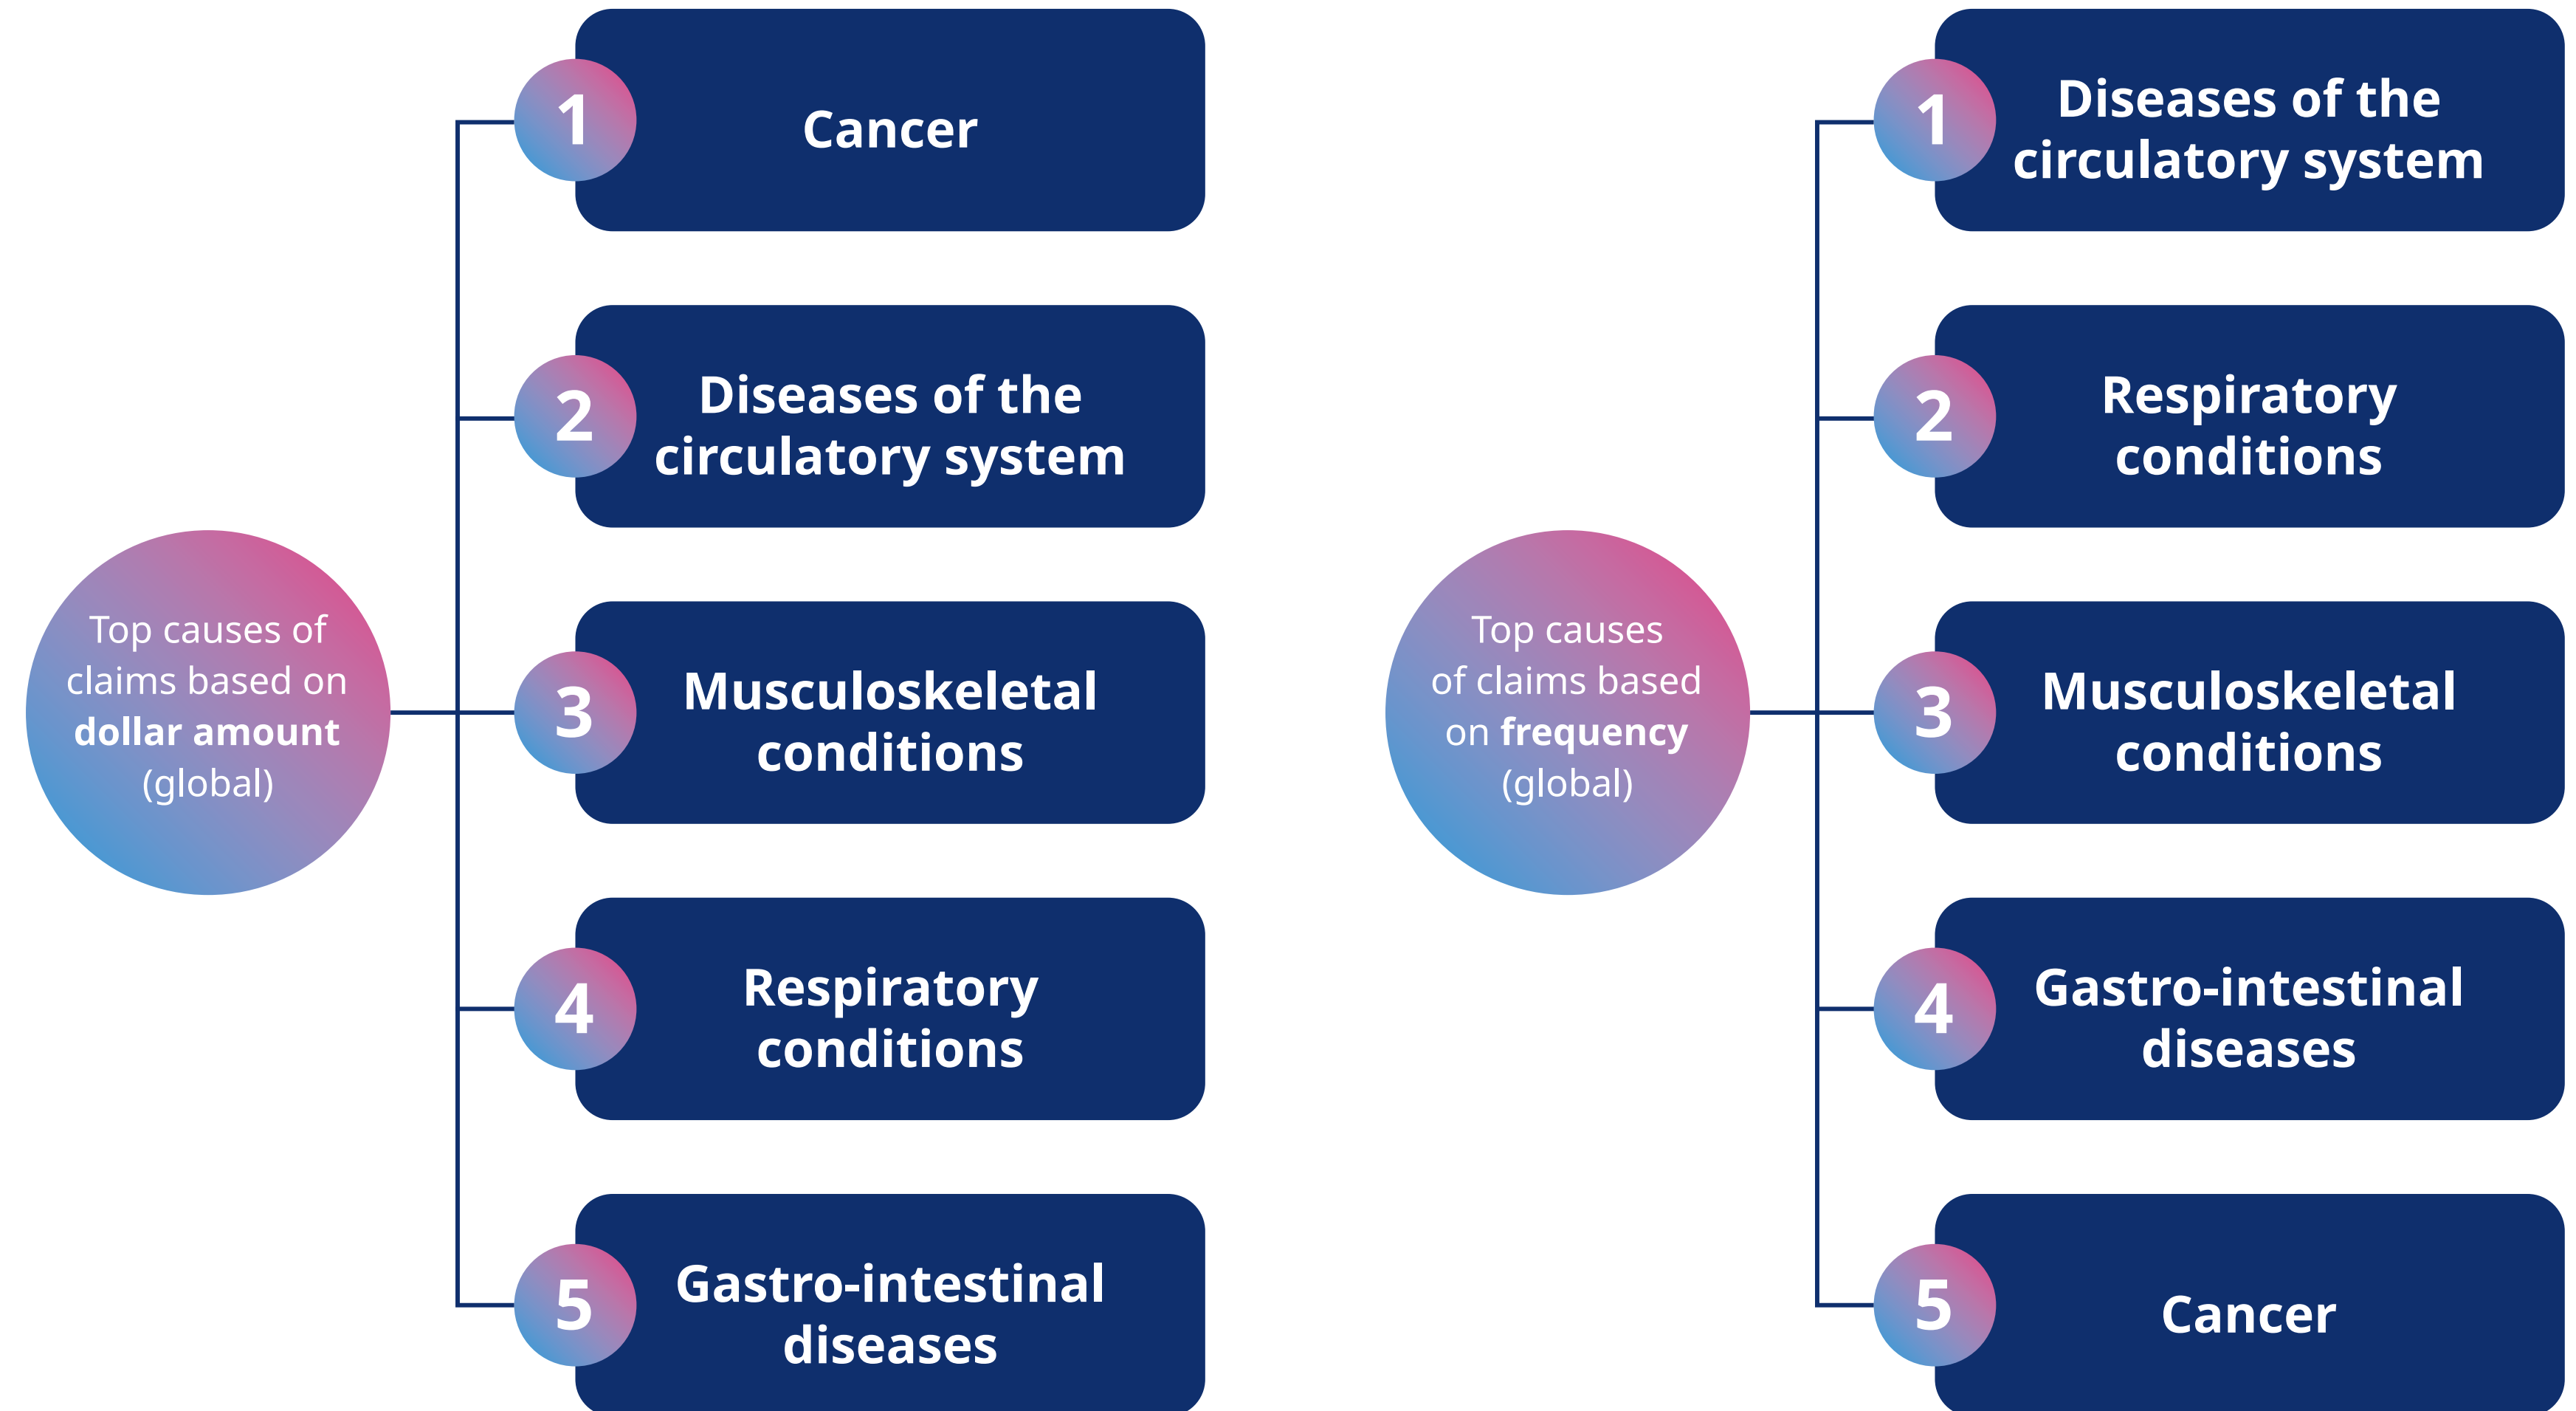 Top causes of
claims based on
dollar amount
(global)
1
Cancer
2
Diseases of the
circulatory system
3
Musculoskeletal
conditions
4
Respiratory
conditions
5
Gastro-intestinal
diseases
Top causes
of claims based
on frequency
(global)
1
Diseases of the
circulatory system
2
Respiratory
conditions
3
Musculoskeletal
conditions
4
Gastro-intestinal
diseases
5
Cancer